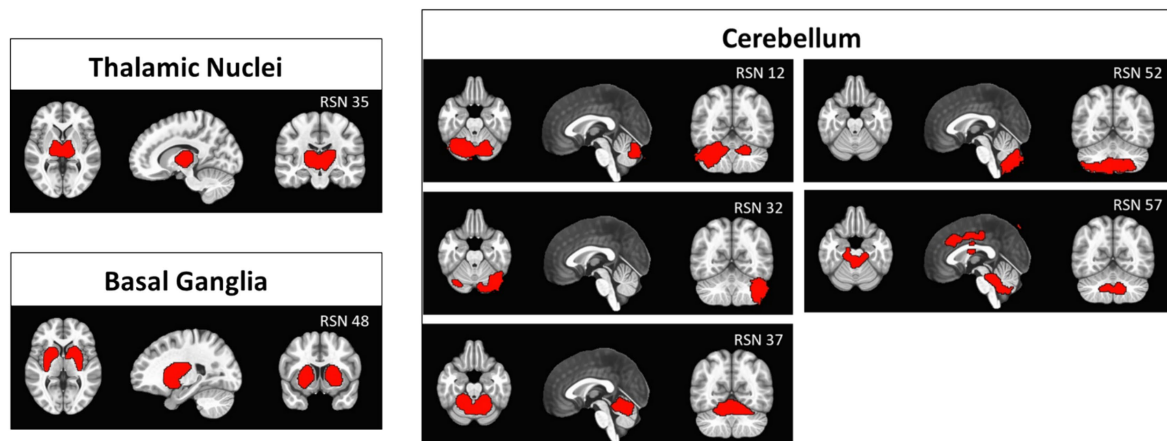 Thalamic Nuclei
RSN 35
Basal Ganglia
RSN 48
Cerebellum
RSN 12
RSN 52
RSN 32
RSN 57
RSN 37